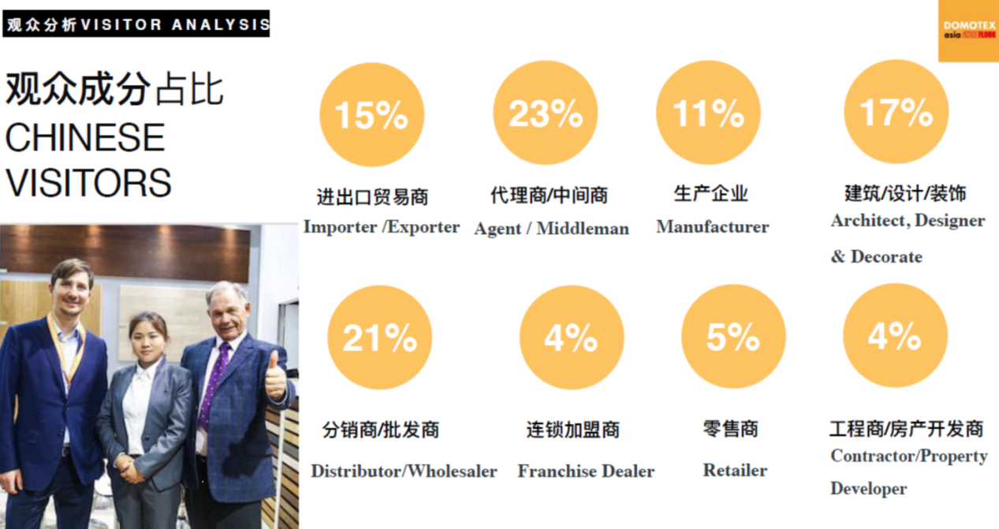 观众分析VISITOR ANALYSIS
DOMOTEX
asia CHINAFLOOR
观众成分占比
CHINESE
VISITORS
15%
23%
11%
17%
进出口贸易商
代理商/中间商
生产企业
建筑/设计/装饰
Importer /Exporter
Agent / Middleman
Manufacturer
Architect, Designer
& Decorate
21%
4%
5%
4%
分销商/批发商
连锁加盟商
零售商
工程商/房产开发商
Distributor/Wholesaler
Franchise Dealer
Retailer
Contractor/Property
Developer